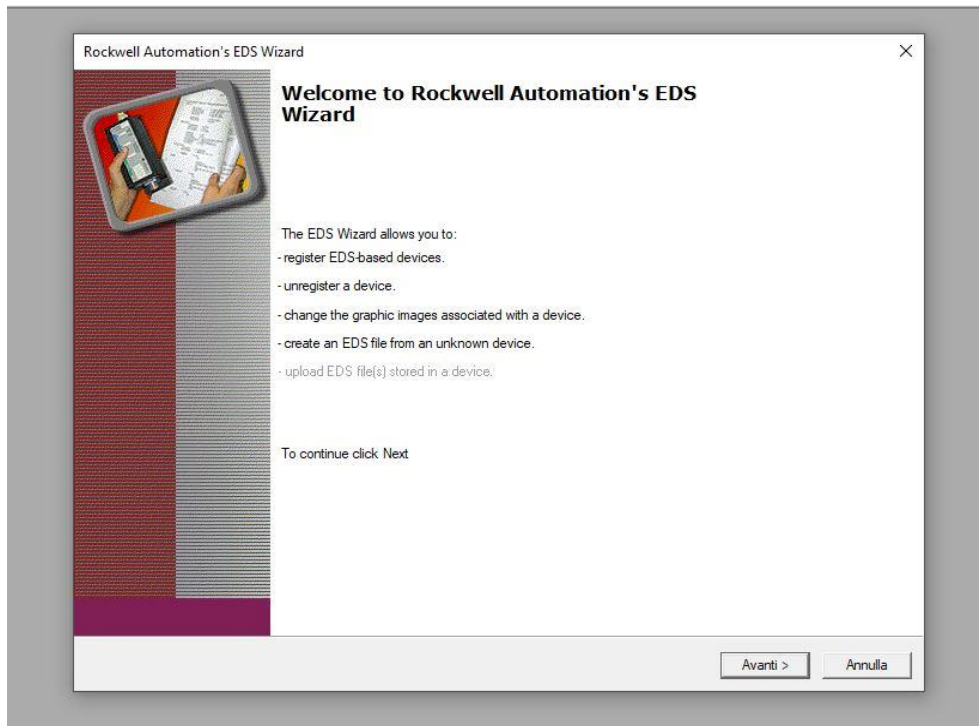 Rockwell Automation's EDS Wizard
Welcome to Rockwell Automation's EDS
Wizard
The EDS Wizard allows you to:
- register EDS-based devices.
- unregister a device.
- change the graphic images associated with a device.
- create an EDS file from an unknown device.
- upload EDS file(s) stored in a device.
To continue click Next
Avanti >
Annulla